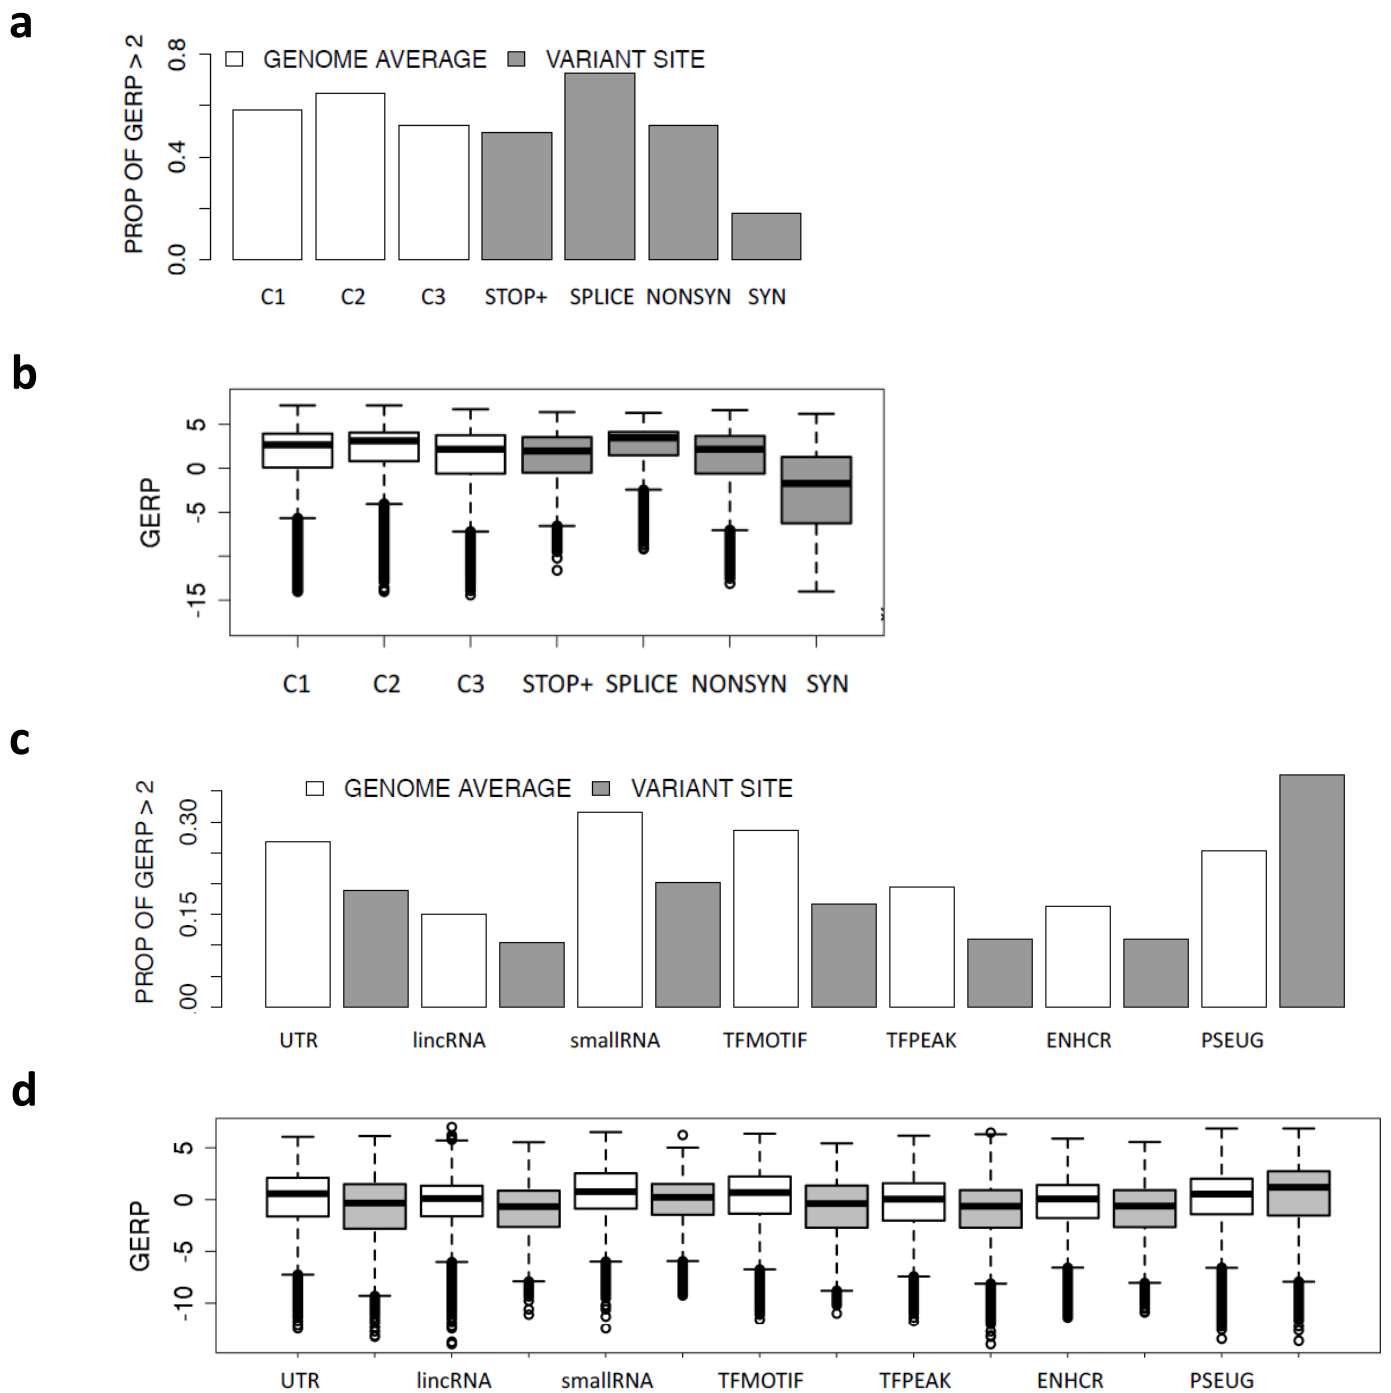 a
PROP OF GERP > 2
0.8
0.4
0.0
GENOME AVERAGE VARIANT SITE
C1 C2 C3 STOP+ SPLICE NONSYN SYN
b
GERP
5
0
-5
-15
C1 C2 C3 STOP+ SPLICE NONSYN SYN
c
PROP OF GERP > 2
0.30
0.15
.00
GENOME AVERAGE VARIANT SITE
UTR lincRNA smallRNA TFMOTIF TFPEAK ENHCR PSEUG
d
GERP
5
0
-5
-10
UTR lincRNA smallRNA TFMOTIF TFPEAK ENHCR PSEUG